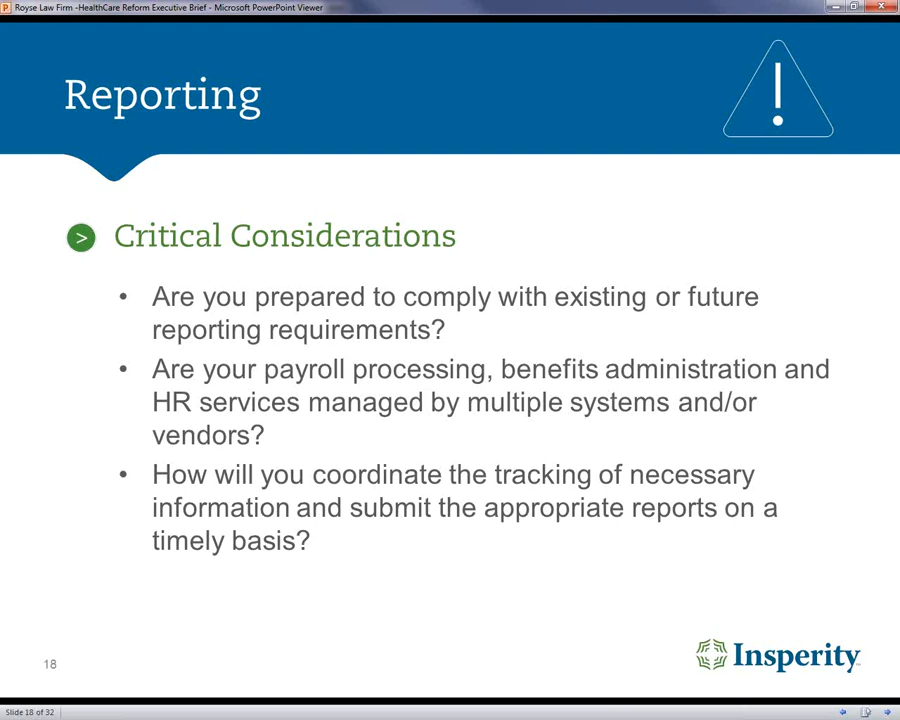 Royse Law Firm -HealthCare Reform Executive Brief - Microsoft PowerPoint Viewer
Reporting
!
> Critical Considerations
• Are you prepared to comply with existing or future
reporting requirements?
• Are your payroll processing, benefits administration and
HR services managed by multiple systems and/or
vendors?
• How will you coordinate the tracking of necessary
information and submit the appropriate reports on a
timely basis?
18
Insperity
Slide 18 of 32